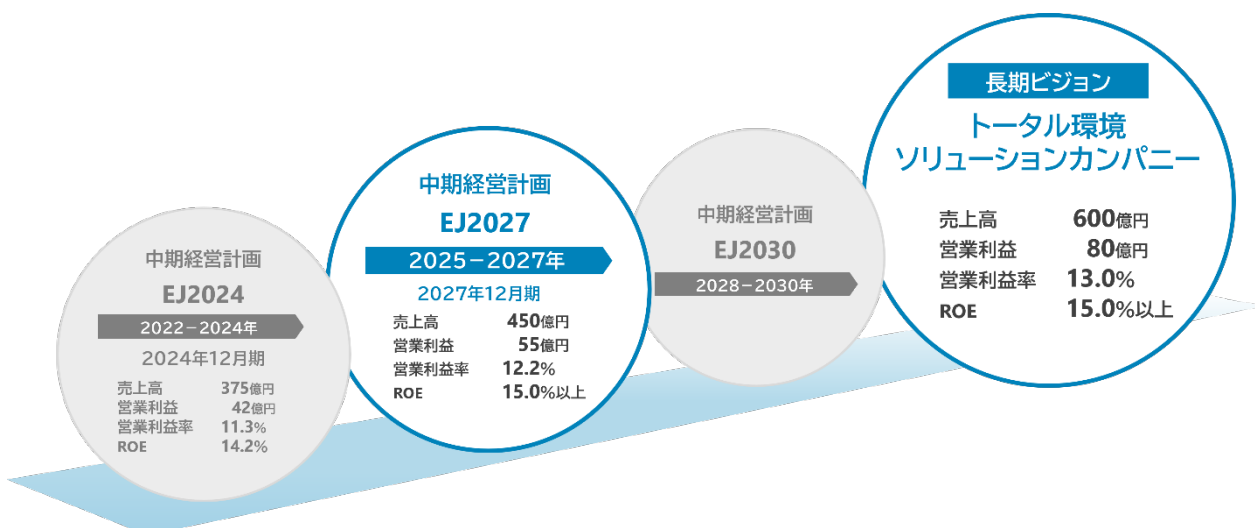 中期経営計画
EJ2024
2022－2024年
2024年12月期
売上高 375億円
営業利益 42億円
営業利益率 11.3%
ROE 14.2%
中期経営計画
EJ2027
2025－2027年
2027年12月期
売上高 450億円
営業利益 55億円
営業利益率 12.2%
ROE 15.0%以上
中期経営計画
EJ2030
2028－2030年
長期ビジョン
トータル環境
ソリューションカンパニー
売上高 600億円
営業利益 80億円
営業利益率 13.0%
ROE 15.0%以上